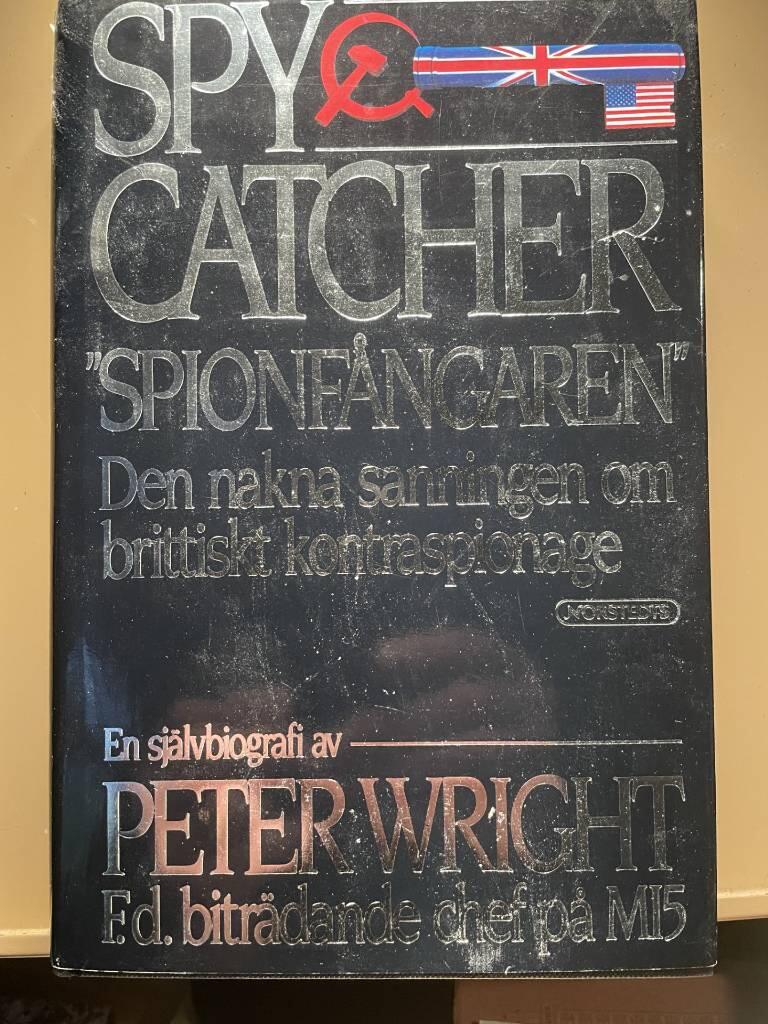 SPY
CATCHER
"SPIONFÅNGAREN"
Den nakna sanningen om
brittiskt kontraspionage
NORSTEDTS
En självbiografi av
PETER WRIGHT
F.d. biträdande chef på MI5